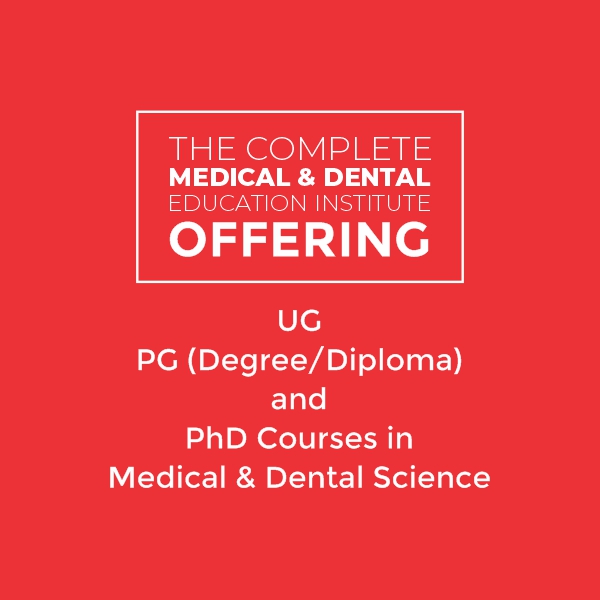 THE COMPLETE
MEDICAL & DENTAL
EDUCATION INSTITUTE
OFFERING
UG
PG (Degree/Diploma)
and
PhD Courses in
Medical & Dental Science